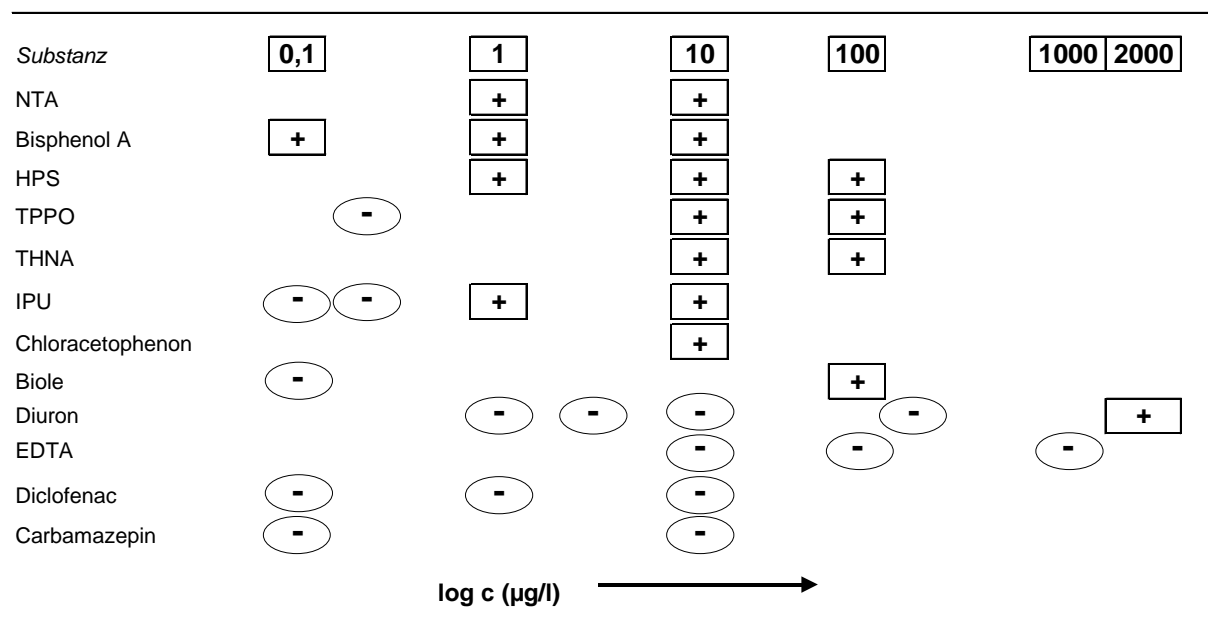 Substanz 0,1 1 10 100 1000 2000
NTA + +
Bisphenol A + + +
HPS + + +
TPPO - + +
THNA + +
IPU - - + +
Chloracetophenon +
Biole - +
Diuron - - - - +
EDTA - - -
Diclofenac - - -
Carbamazepin - -
log c (µg/l)